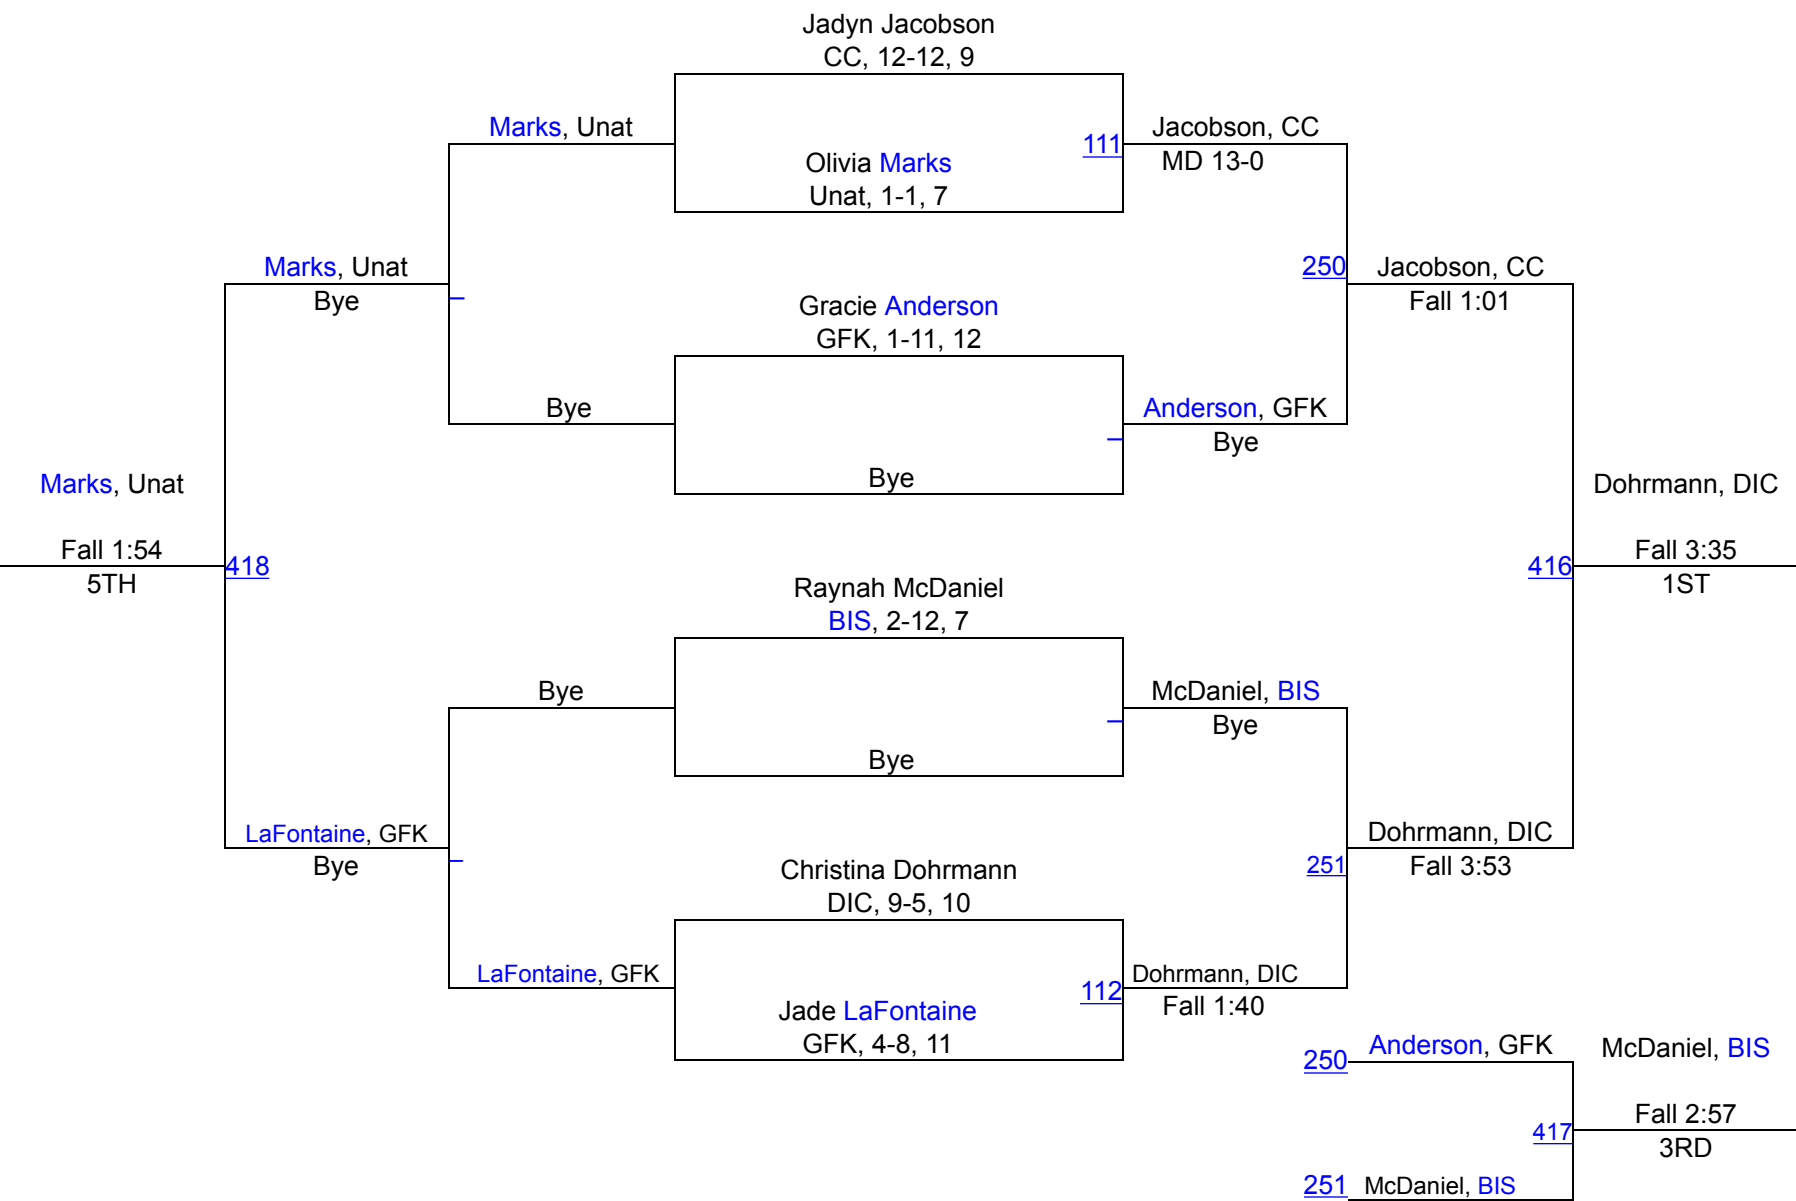 Jadyn Jacobson
CC, 12-12, 9
Marks, Unat
111
Jacobson, CC
MD 13-0
Olivia Marks
Unat, 1-1, 7
Marks, Unat
Bye
250
Jacobson, CC
Fall 1:01
Gracie Anderson
GFK, 1-11, 12
Bye
Anderson, GFK
Bye
Bye
Marks, Unat
Fall 1:54
5TH
418
Dohrmann, DIC
416
Fall 3:35
1ST
Raynah McDaniel
BIS, 2-12, 7
Bye
McDaniel, BIS
Bye
Bye
LaFontaine, GFK
Bye
251
Dohrmann, DIC
Fall 3:53
Christina Dohrmann
DIC, 9-5, 10
LaFontaine, GFK
112
Dohrmann, DIC
Fall 1:40
Jade LaFontaine
GFK, 4-8, 11
250
Anderson, GFK
McDaniel, BIS
417
Fall 2:57
3RD
251
McDaniel, BIS